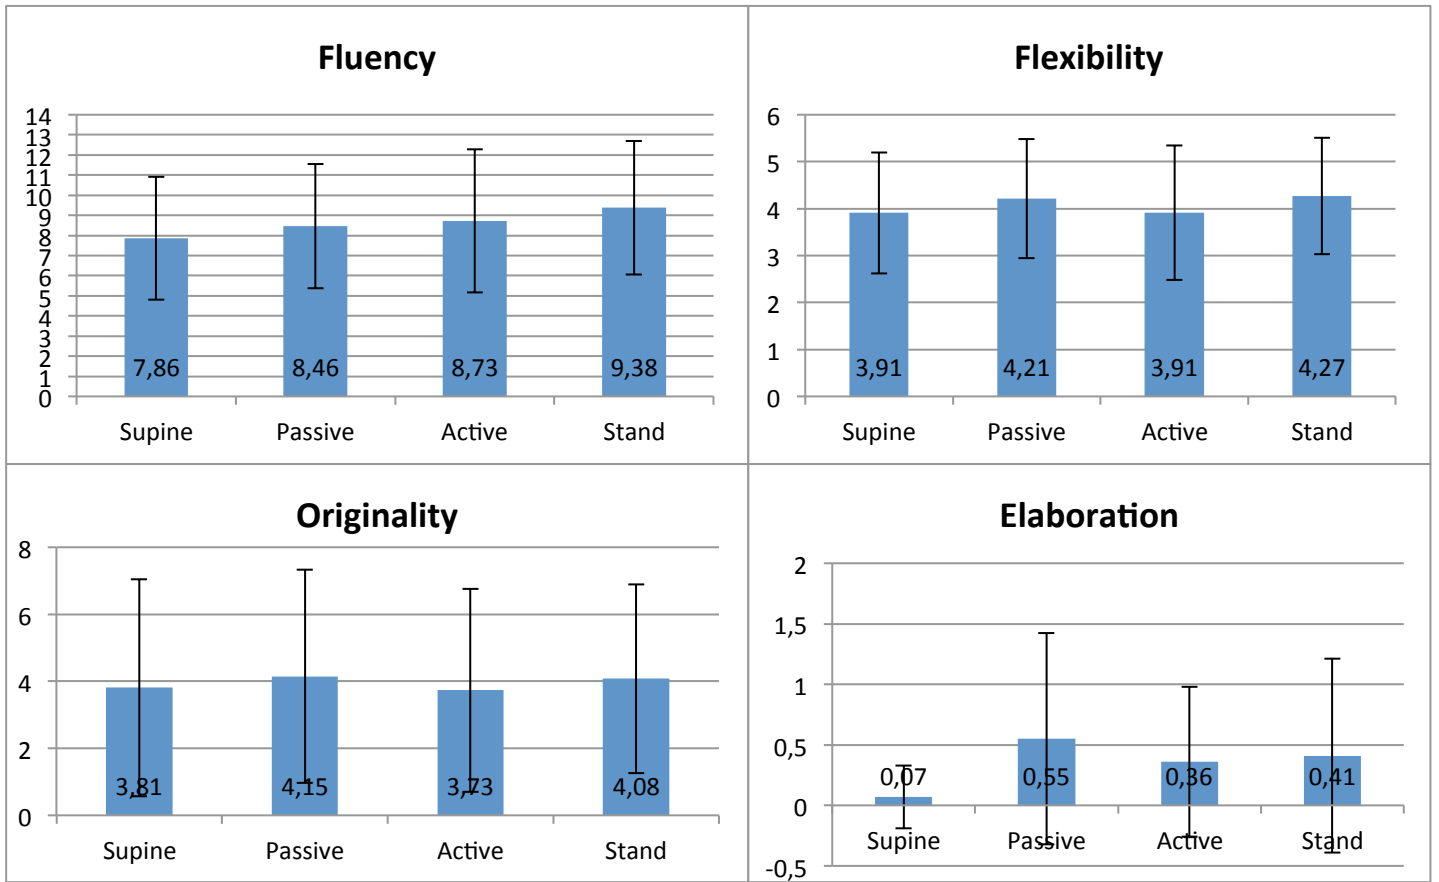 Fluency
14
13
12
11
10
9
8
7
6
5
4
3
2
1
0
7,86 8,46 8,73 9,38
Supine Passive Active Stand
Flexibility
6
5
4
3
2
1
0
3,91 4,21 3,91 4,27
Supine Passive Active Stand
Originality
8
6
4
2
0
3,81 4,15 3,73 4,08
Supine Passive Active Stand
Elaboration
2
1,5
1
0,5
0
-0,5
0,07 0,55 0,36 0,41
Supine Passive Active Stand